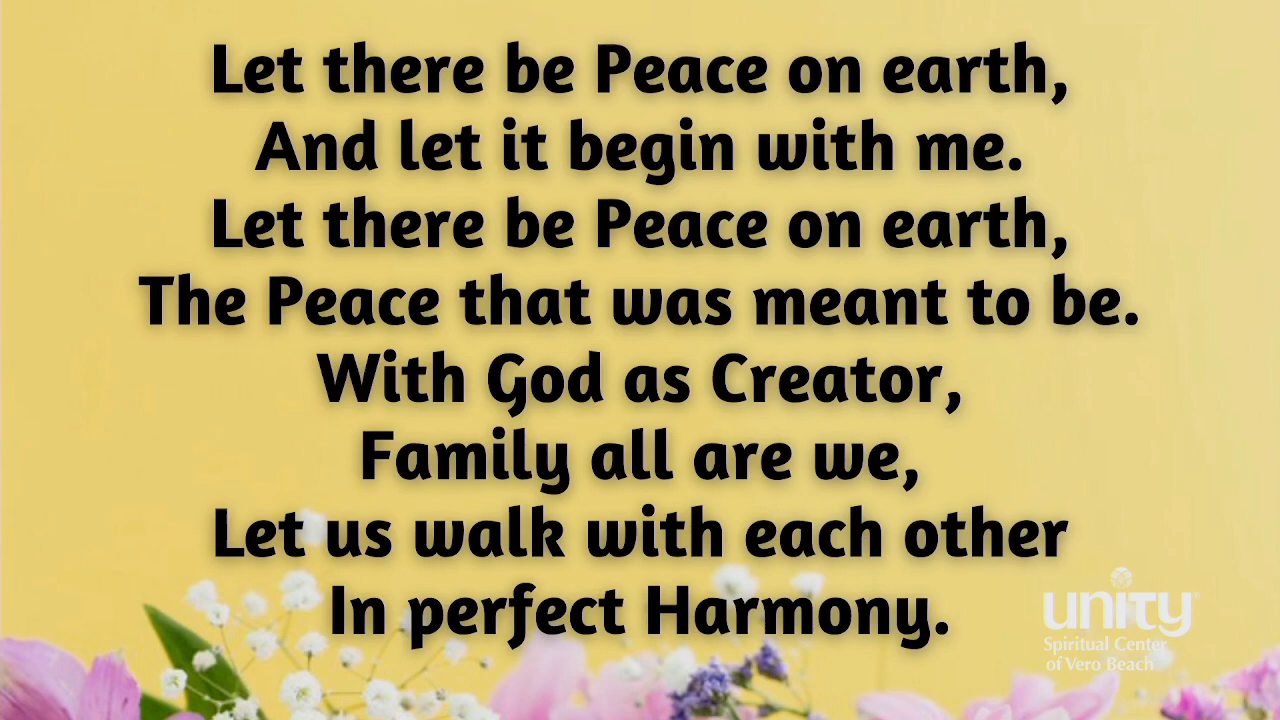 Let there be Peace on earth,
And let it begin with me.
Let there be Peace on earth,
The Peace that was meant to be.
With God as Creator,
Family all are we,
Let us walk with each other
In perfect Harmony.
unity®
Spiritual Center
of Vero Beach